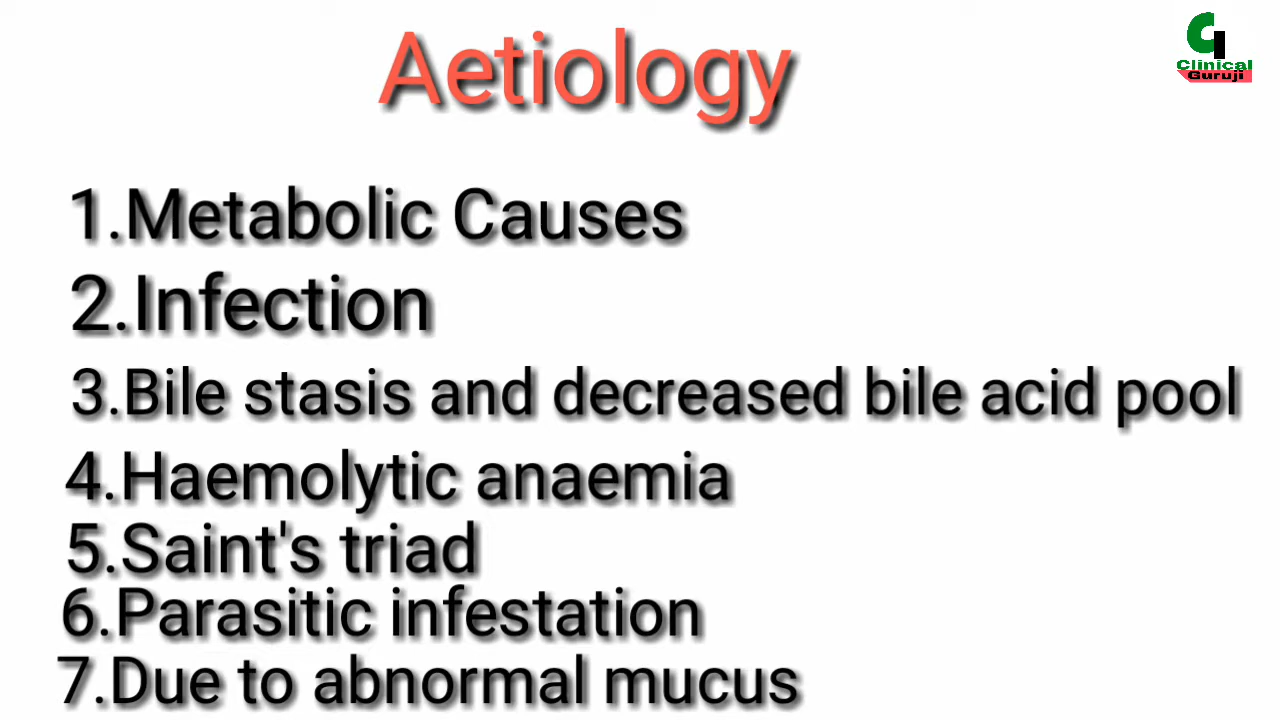 Aetiology
Clinical
Guruji
1.Metabolic Causes
2.Infection
3.Bile stasis and decreased bile acid pool
4.Haemolytic anaemia
5.Saint's triad
6.Parasitic infestation
7.Due to abnormal mucus